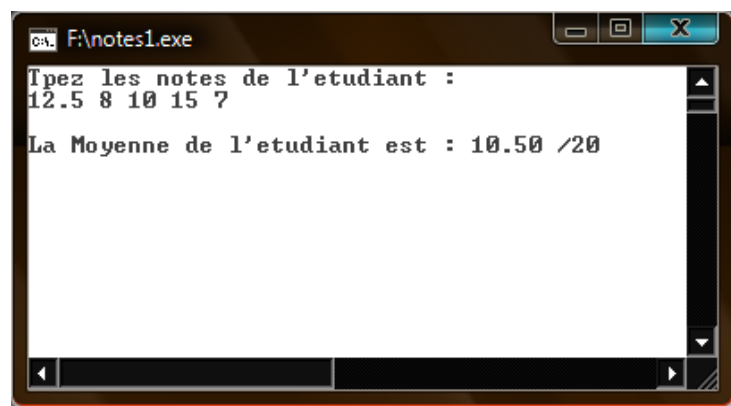 F:\notes1.exe
Tpez les notes de l'etudiant :
12.5 8 10 15 7
La Moyenne de l'etudiant est : 10.50 /20